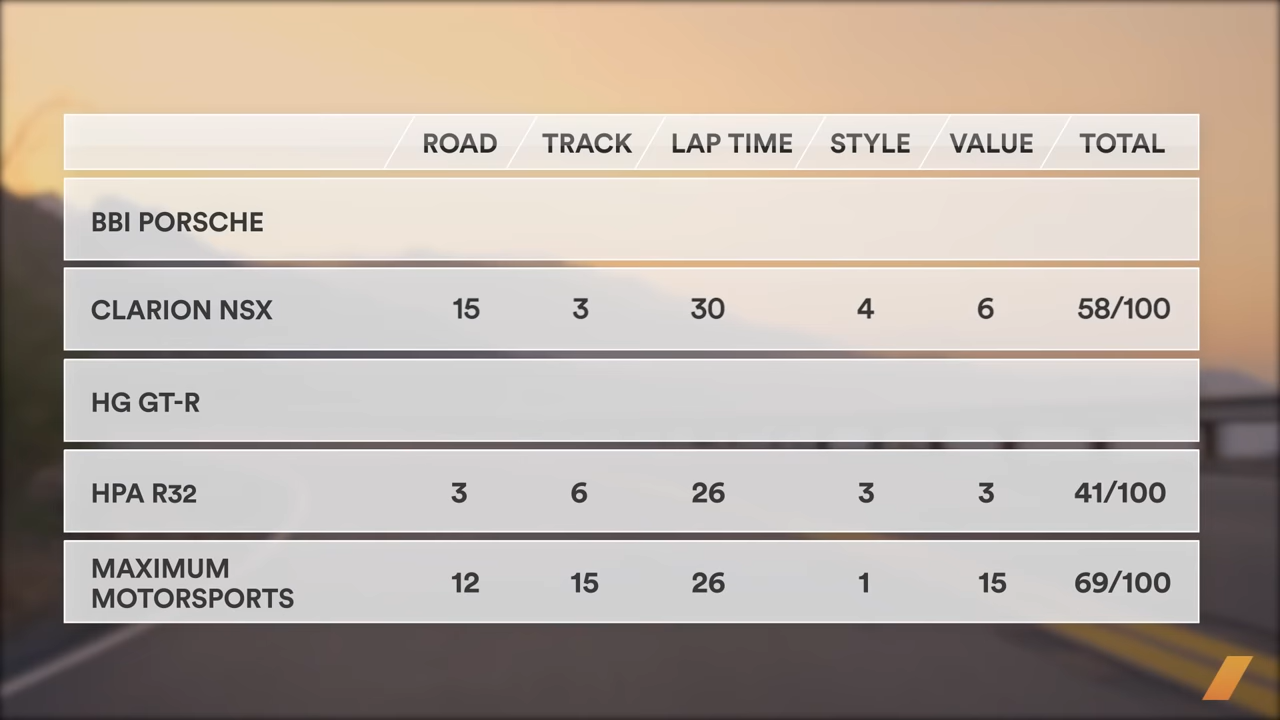 ROAD TRACK LAP TIME STYLE VALUE TOTAL
BBI PORSCHE
CLARION NSX 15 3 30 4 6 58/100
HG GT-R
HPA R32 3 6 26 3 3 41/100
MAXIMUM
MOTORSPORTS 12 15 26 1 15 69/100